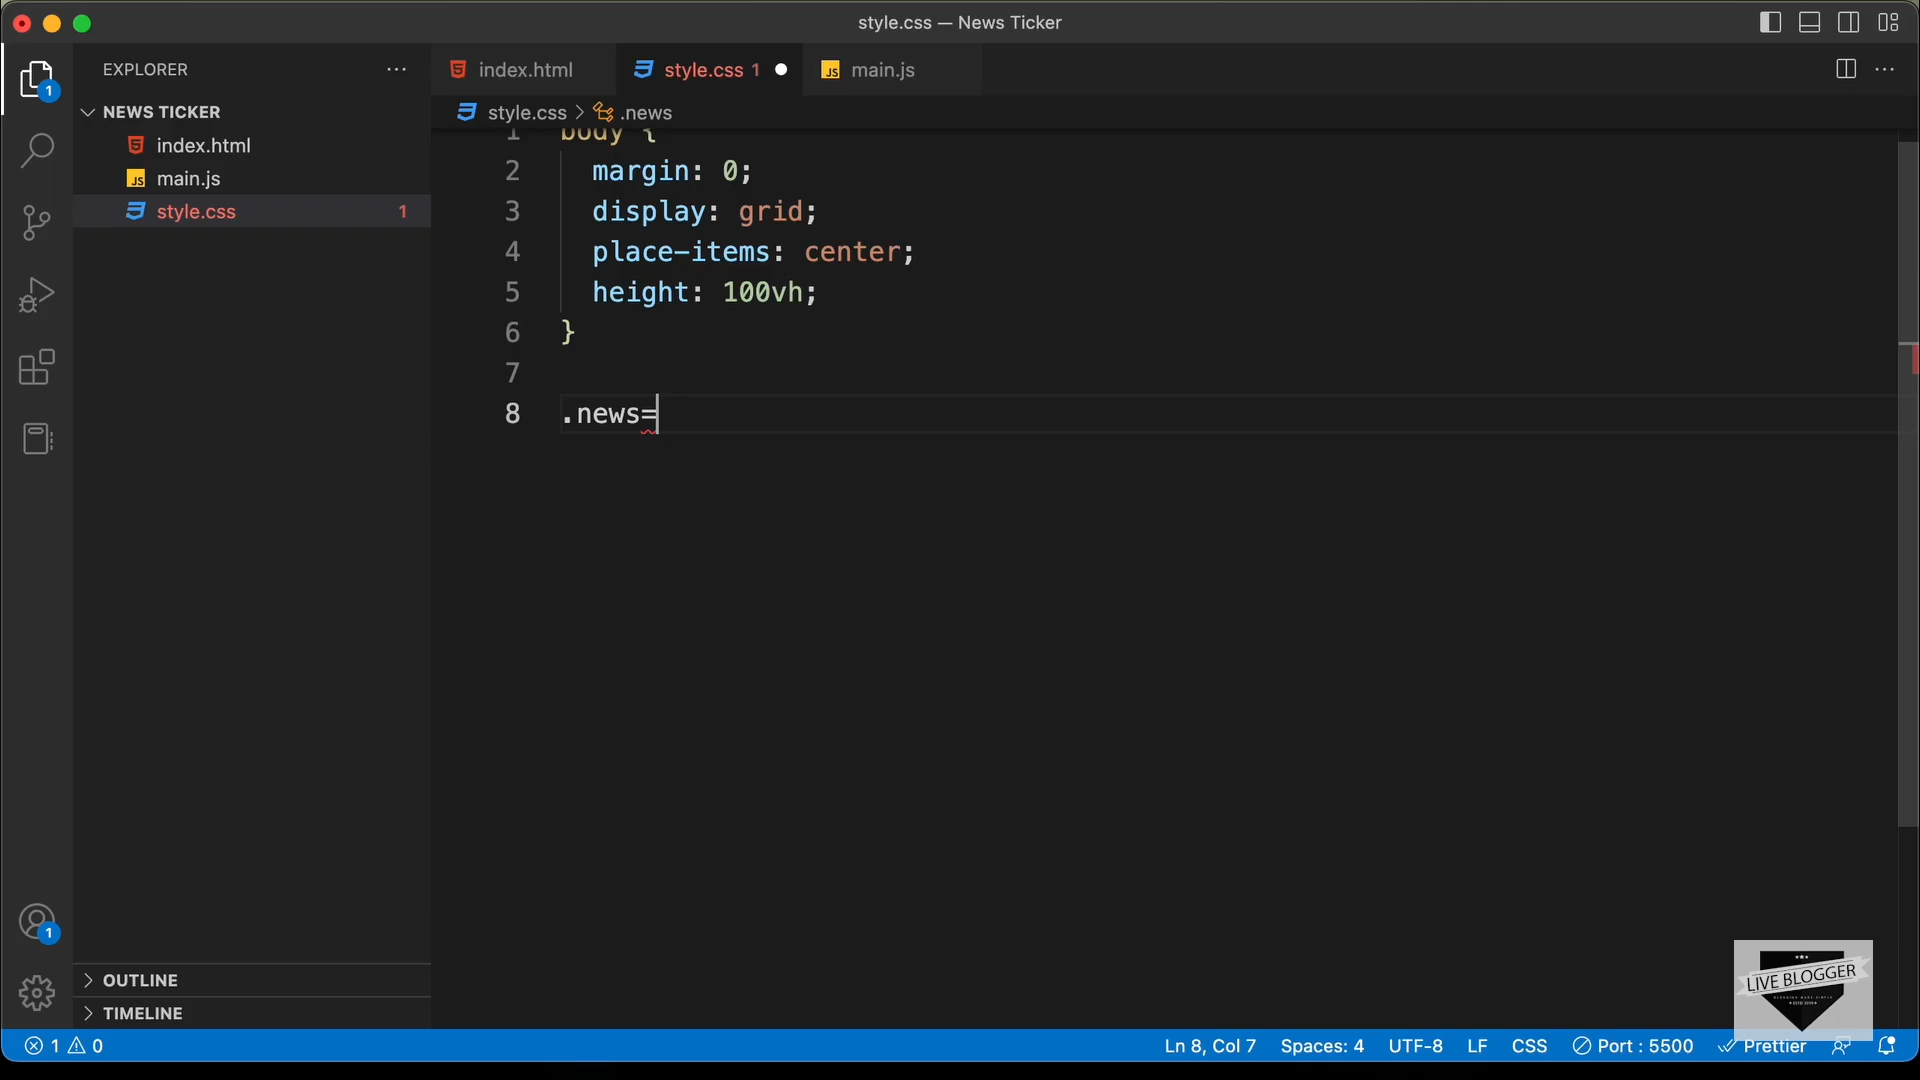 style.css — News Ticker
EXPLORER
index.html
style.css 1
main.js
style.css > .news
NEWS TICKER
index.html
main.js
style.css 1
1 body {
2 margin: 0;
3 display: grid;
4 place-items: center;
5 height: 100vh;
6 }
7
8 .news=
1
1
OUTLINE
TIMELINE
LIVE BLOGGER
1 0
Ln 8, Col 7
Spaces: 4
UTF-8
LF
CSS
Port : 5500
Prettier